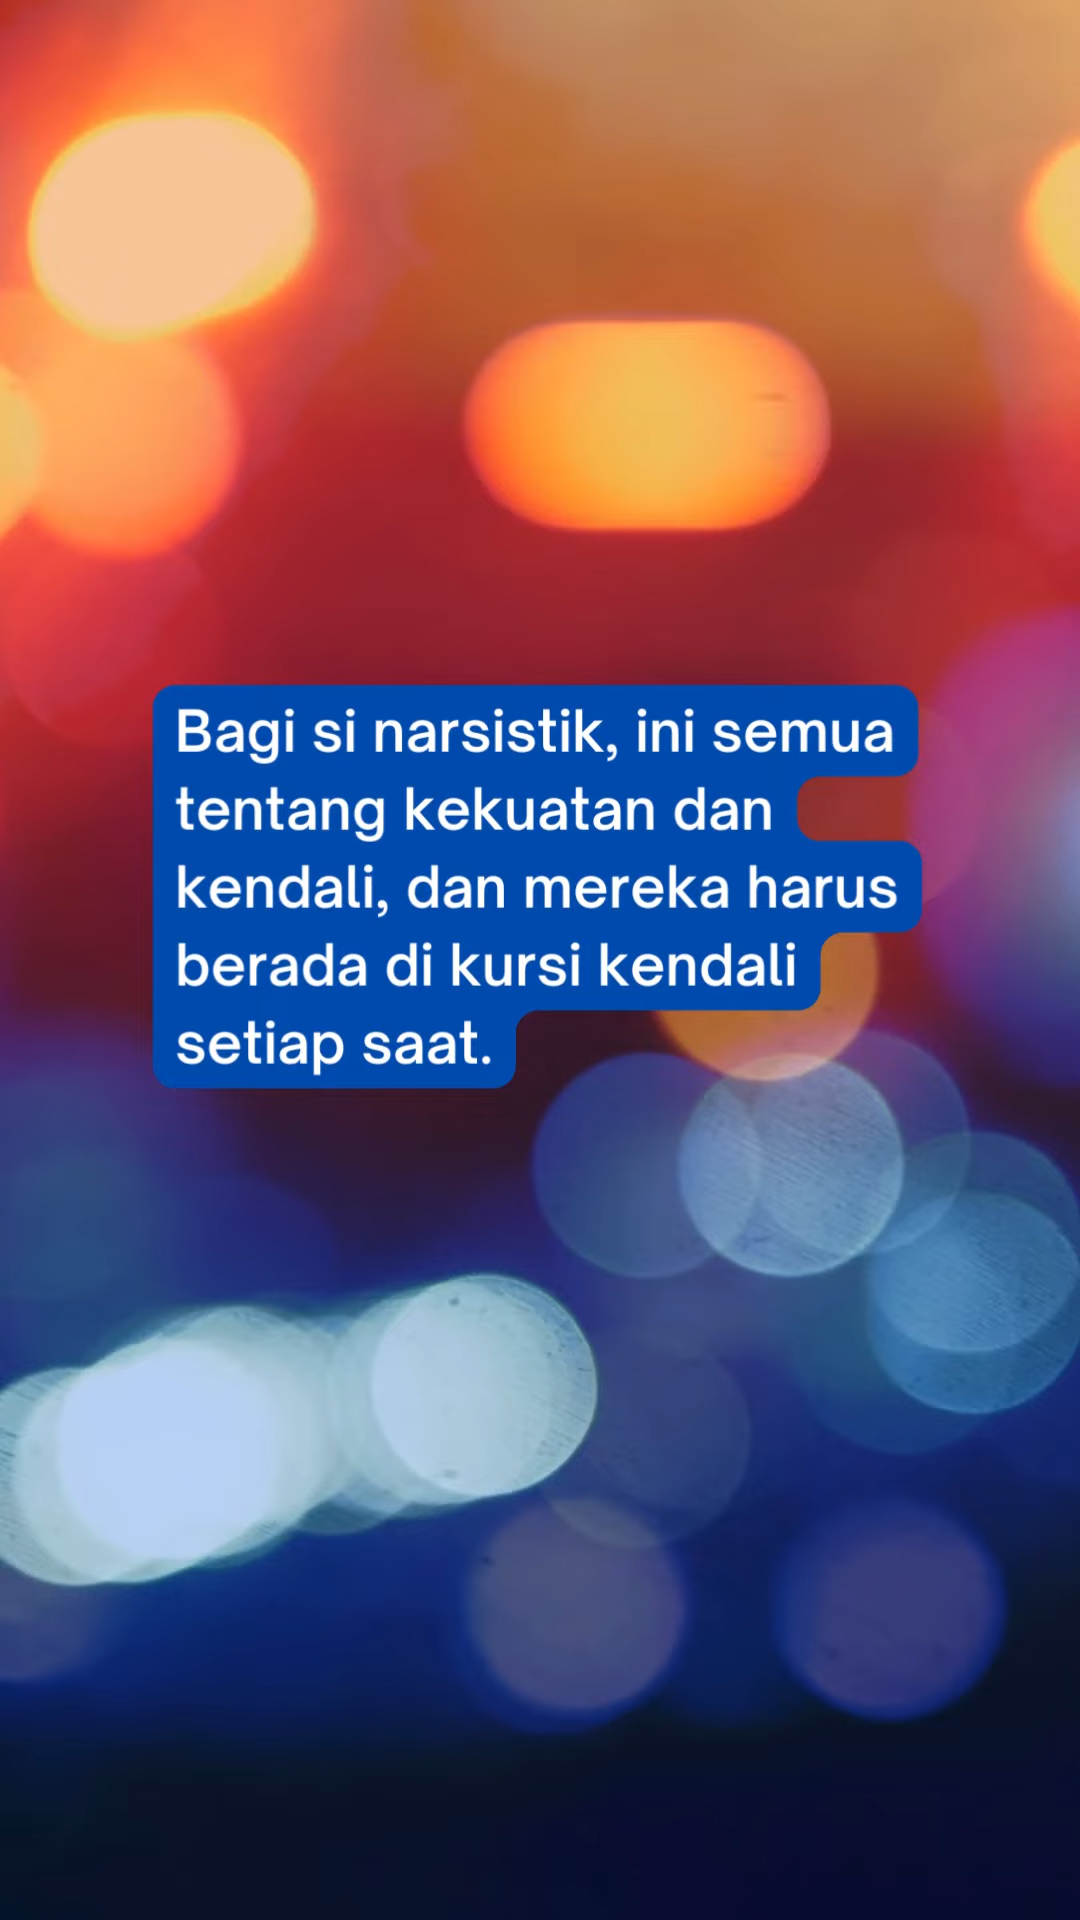 Bagi si narsistik, ini semua
tentang kekuatan dan
kendali, dan mereka harus
berada di kursi kendali
setiap saat.